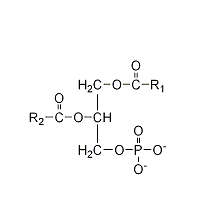 O
H₂C-O-C-R₁
O
R₂-C-O-CH
O
H₂C-O-P-O⁻
O⁻